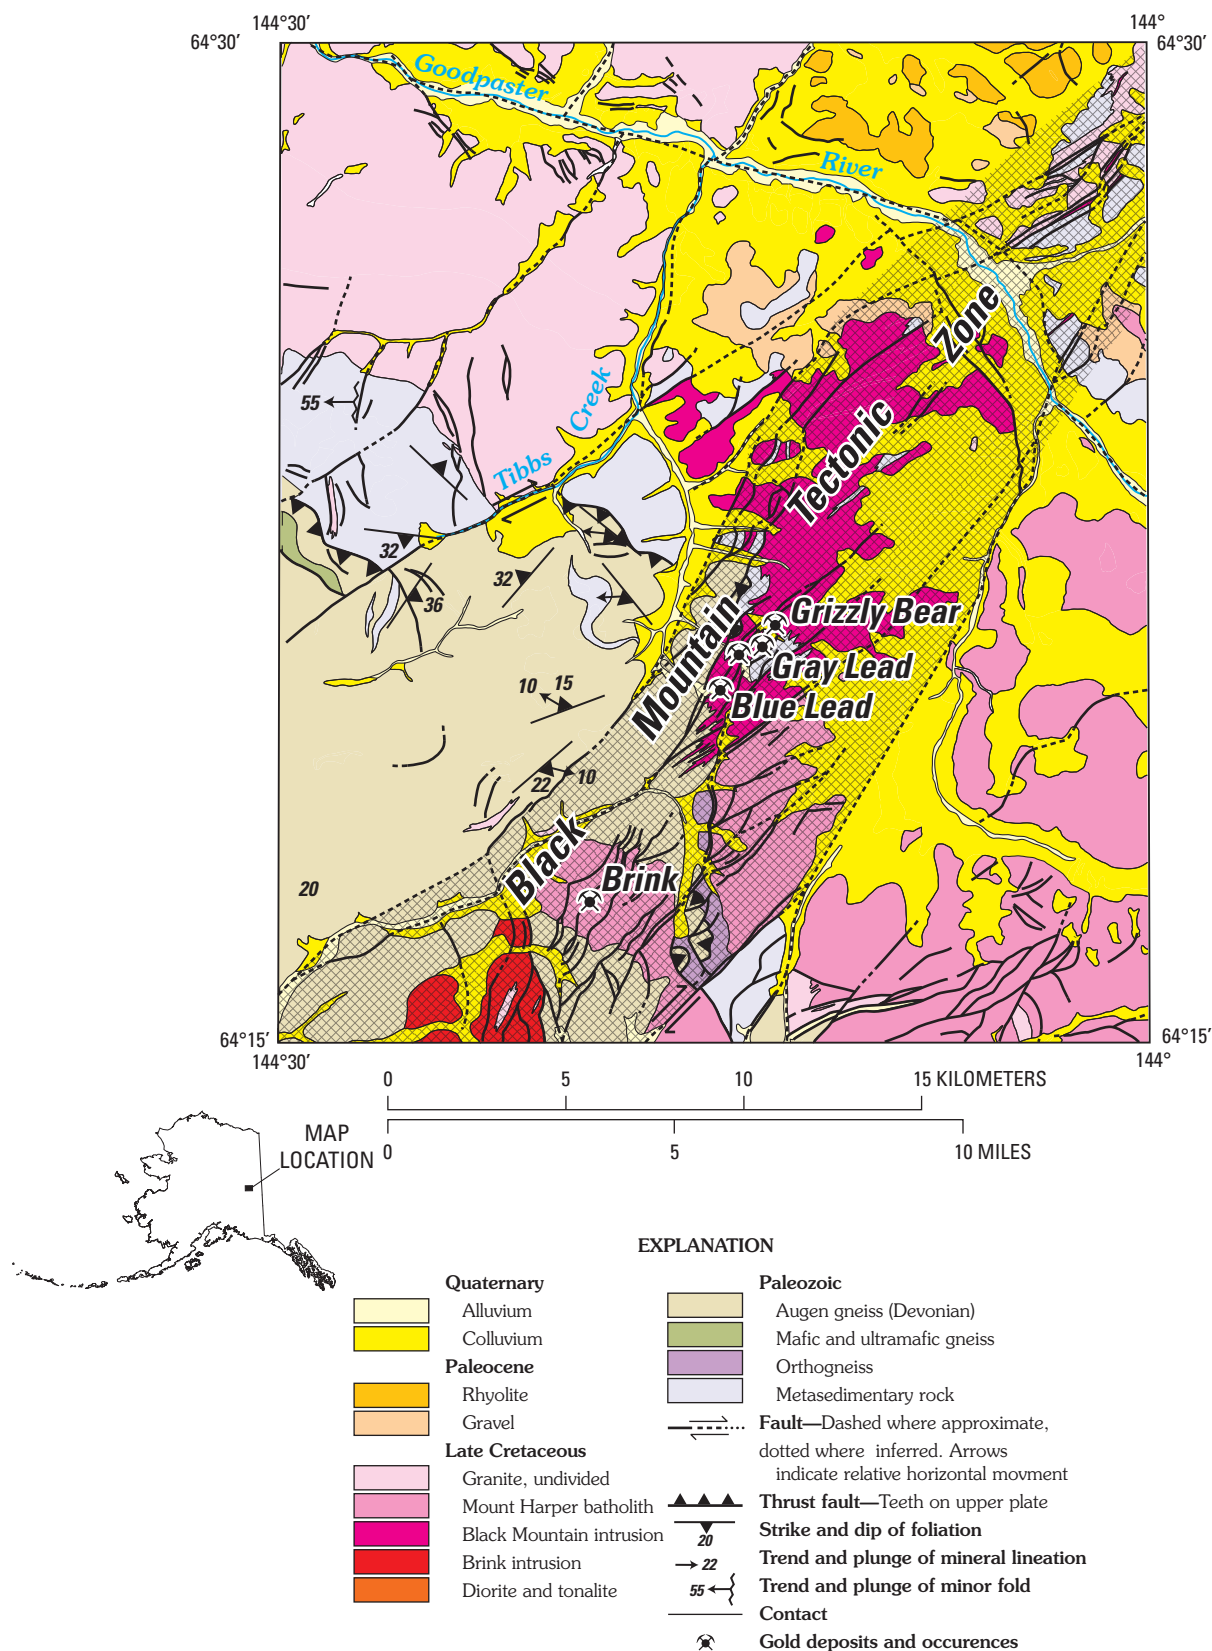 144°30′
144°
64°30′
64°30′
Goodpaster
River
Zone
55
Creek
Tectonic
Tibbs
32
32
36
Grizzly Bear
Mountain
Gray Lead
10
15
Blue Lead
22
10
Black
Brink
20
64°15′
64°15′
144°30′
144°
0
5
10
15 KILOMETERS
0
5
10 MILES
MAP
LOCATION
EXPLANATION
Quaternary
Alluvium
Colluvium
Paleocene
Rhyolite
Gravel
Late Cretaceous
Granite, undivided
Mount Harper batholith
Black Mountain intrusion
Brink intrusion
Diorite and tonalite
Paleozoic
Augen gneiss (Devonian)
Mafic and ultramafic gneiss
Orthogneiss
Metasedimentary rock
Fault—Dashed where approximate,
dotted where inferred. Arrows
indicate relative horizontal movment
Thrust fault—Teeth on upper plate
20
Strike and dip of foliation
22
Trend and plunge of mineral lineation
55
Trend and plunge of minor fold
Contact
Gold deposits and occurences